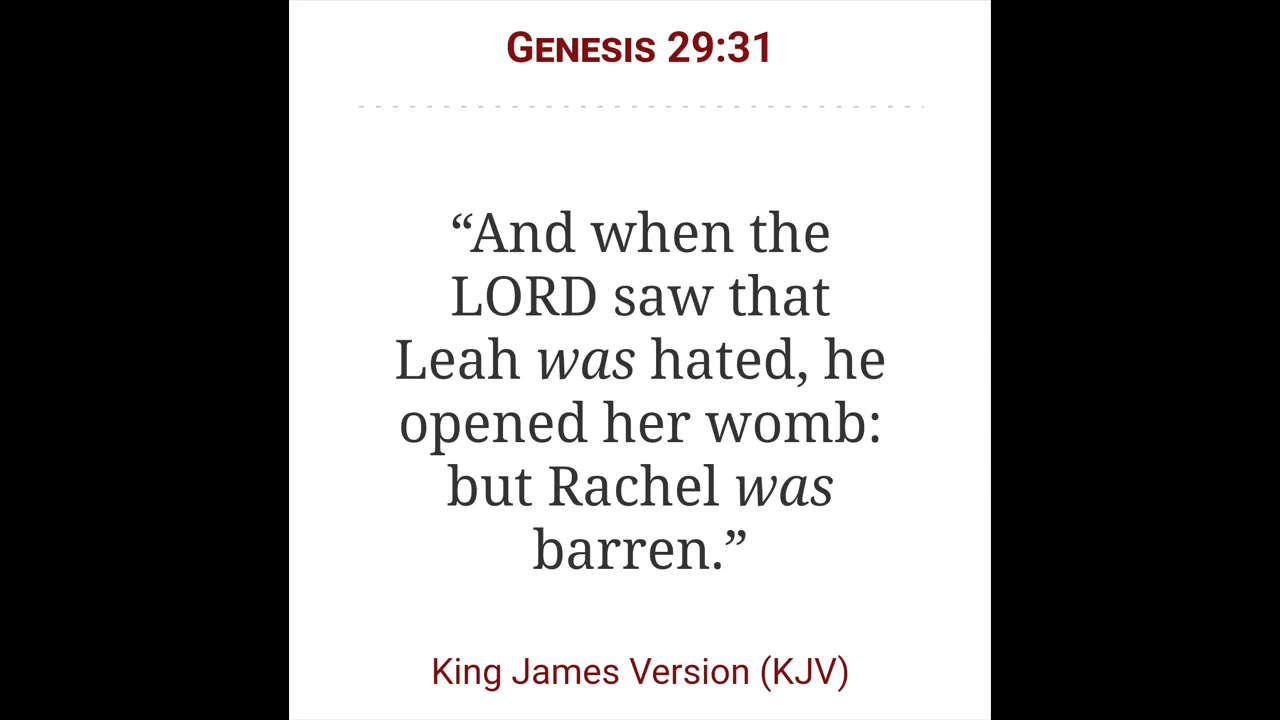 GENESIS 29:31
“And when the
LORD saw that
Leah was hated, he
opened her womb:
but Rachel was
barren.”
King James Version (KJV)